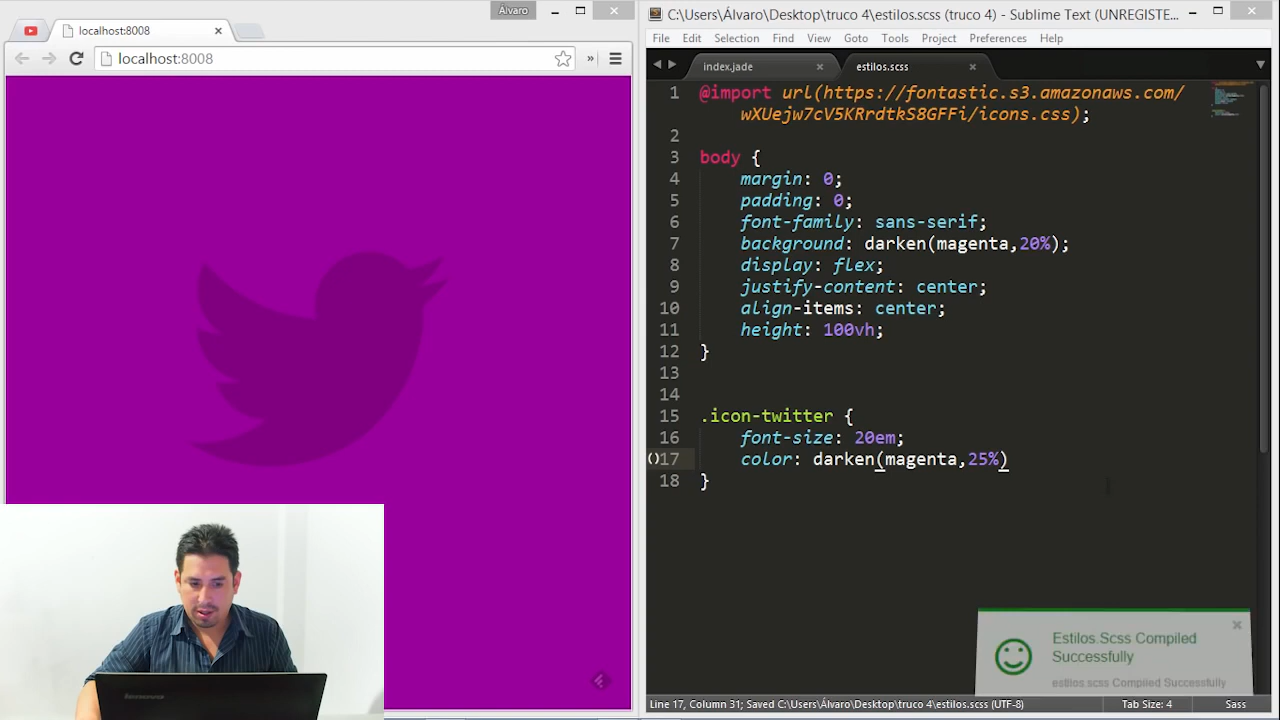 Álvaro
localhost:8008
localhost:8008
»
C:\Users\Álvaro\Desktop\truco 4\estilos.scss (truco 4) - Sublime Text (UNREGISTE...
File Edit Selection Find View Goto Tools Project Preferences Help
index.jade estilos.scss
1 @import url(https://fontastic.s3.amazonaws.com/
wXUejw7cV5KRrdtkS8GFFi/icons.css);
2
3 body {
4 margin: 0;
5 padding: 0;
6 font-family: sans-serif;
7 background: darken(magenta,20%);
8 display: flex;
9 justify-content: center;
10 align-items: center;
11 height: 100vh;
12 }
13
14
15 .icon-twitter {
16 font-size: 20em;
17 color: darken(magenta,25%)
18 }
Estilos.Scss Compiled
Successfully
estilos.scss Compiled Successfully
Line 17, Column 31; Saved C:\Users\Álvaro\Desktop\truco 4\estilos.scss (UTF-8) Tab Size: 4 Sass